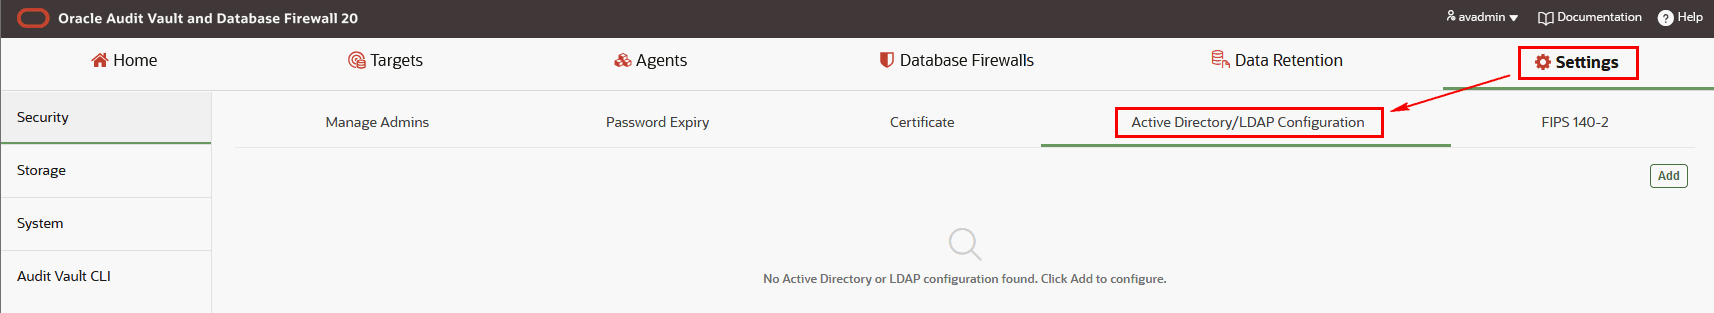 Oracle Audit Vault and Database Firewall 20
avadmin Documentation Help
Home Targets Agents Database Firewalls Data Retention Settings
Security
Manage Admins Password Expiry Certificate Active Directory/LDAP Configuration FIPS 140-2
Storage
Add
System
Audit Vault CLI
No Active Directory or LDAP configuration found. Click Add to configure.